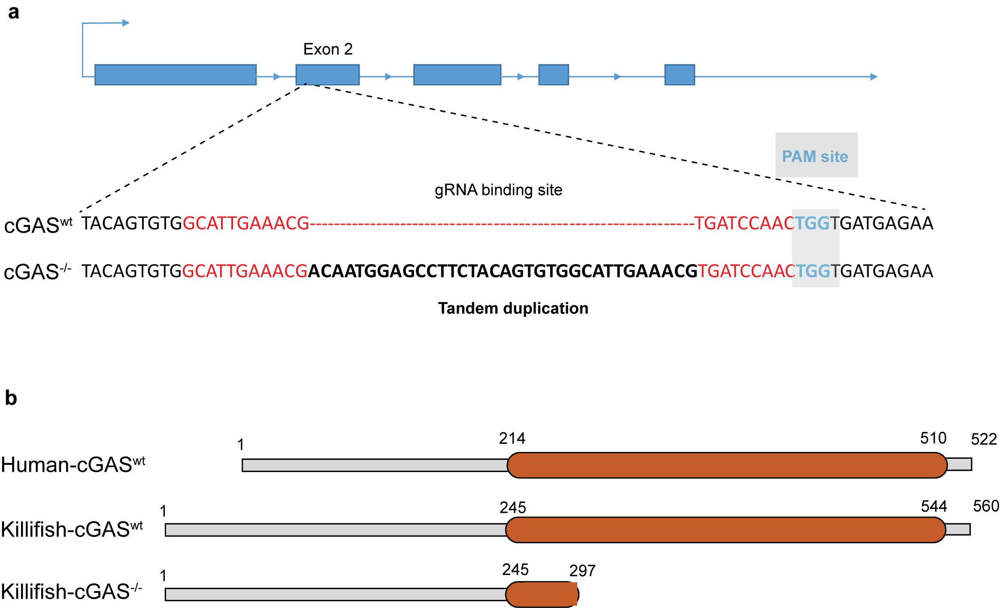 a
Exon 2
PAM site
gRNA binding site
cGASwt TACAGTGTGGCATTGAAACG--------------------------------------TGATCCAACTGGTGATGAGAA
cGAS-/- TACAGTGTGGCATTGAAACGACAATGGAGCCTTCTACAGTGTGGCATTGAAACGTGATCCAACTGGTGATGAGAA
Tandem duplication
b
1 214 510 522
Human-cGASwt
1 245 544 560
Killifish-cGASwt
1 245 297
Killifish-cGAS-/-